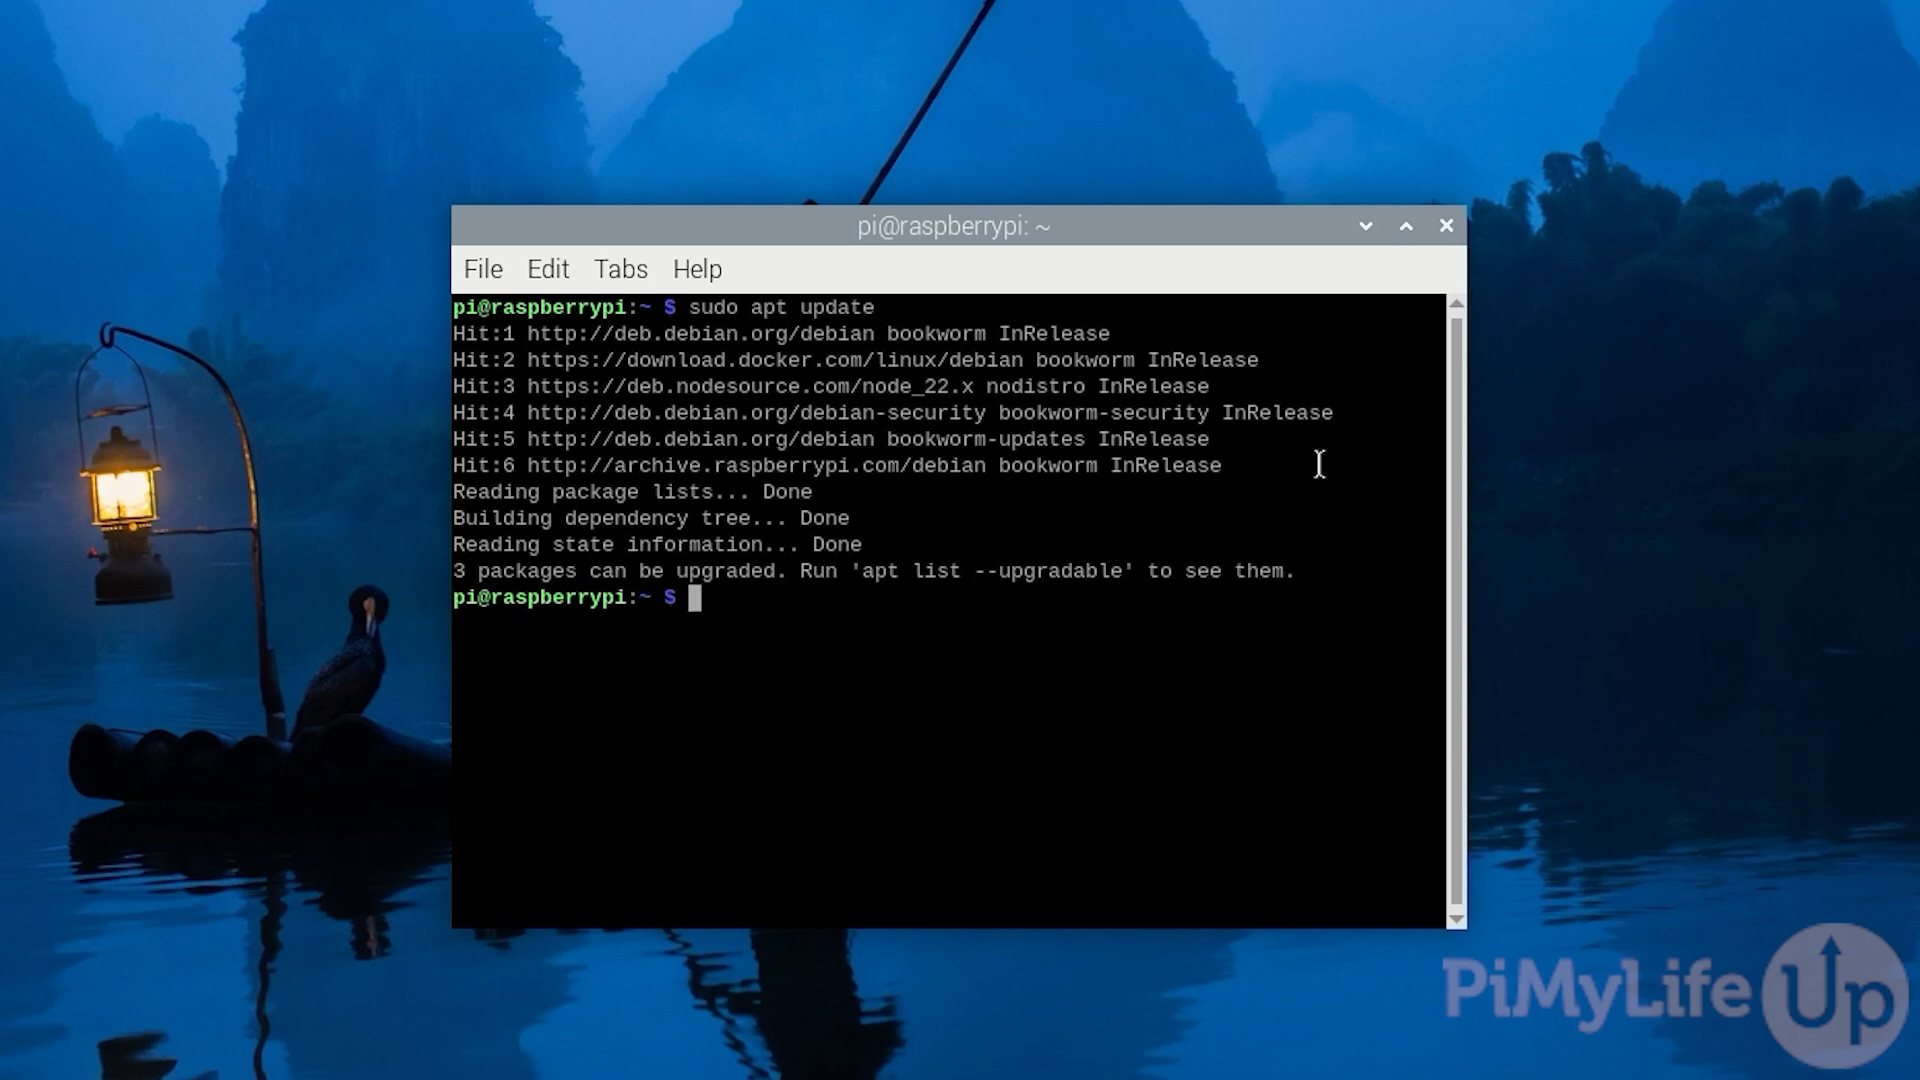 pi@raspberrypi: ~
File Edit Tabs Help
pi@raspberrypi:~ $ sudo apt update
Hit:1 http://deb.debian.org/debian bookworm InRelease
Hit:2 https://download.docker.com/linux/debian bookworm InRelease
Hit:3 https://deb.nodesource.com/node_22.x nodistro InRelease
Hit:4 http://deb.debian.org/debian-security bookworm-security InRelease
Hit:5 http://deb.debian.org/debian bookworm-updates InRelease
Hit:6 http://archive.raspberrypi.com/debian bookworm InRelease
Reading package lists... Done
Building dependency tree... Done
Reading state information... Done
3 packages can be upgraded. Run 'apt list --upgradable' to see them.
pi@raspberrypi:~ $
PiMyLifeUp